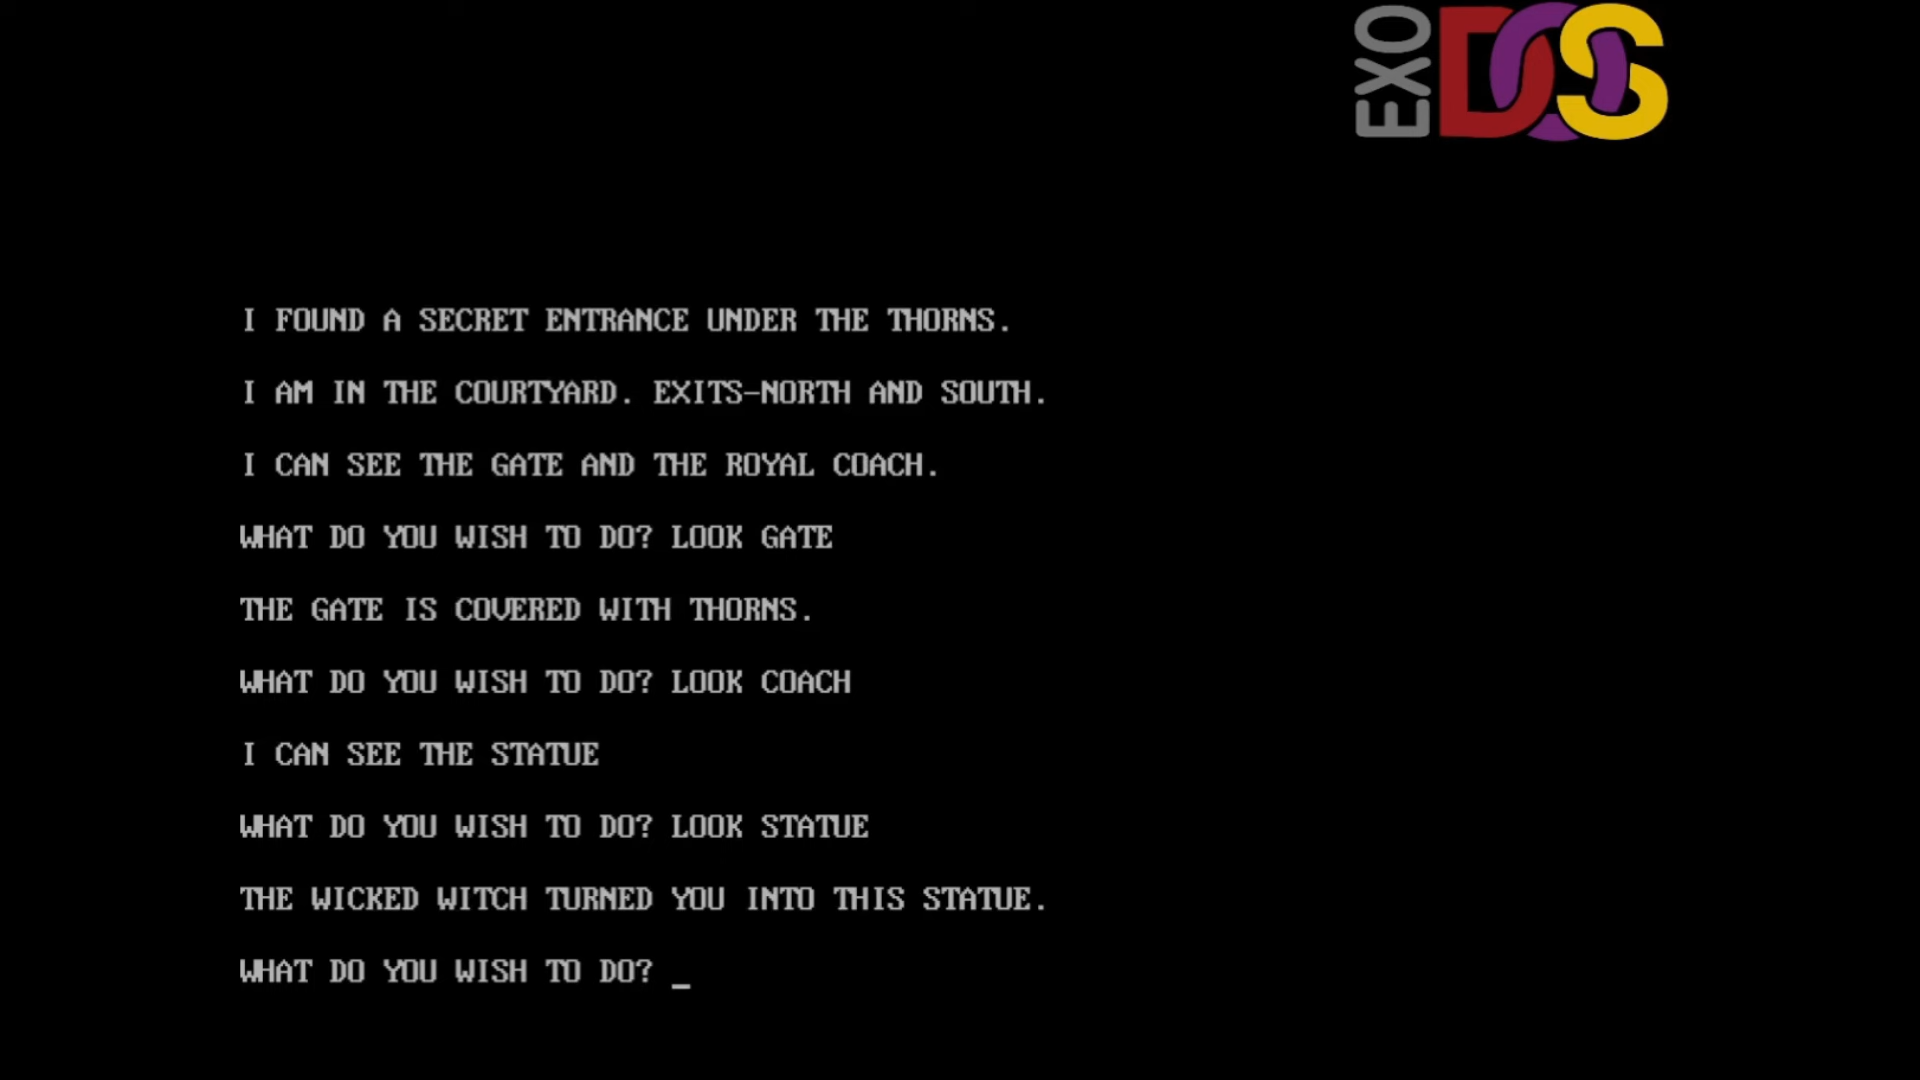 EXO DOS
I FOUND A SECRET ENTRANCE UNDER THE THORNS.
I AM IN THE COURTYARD. EXITS-NORTH AND SOUTH.
I CAN SEE THE GATE AND THE ROYAL COACH.
WHAT DO YOU WISH TO DO? LOOK GATE
THE GATE IS COVERED WITH THORNS.
WHAT DO YOU WISH TO DO? LOOK COACH
I CAN SEE THE STATUE
WHAT DO YOU WISH TO DO? LOOK STATUE
THE WICKED WITCH TURNED YOU INTO THIS STATUE.
WHAT DO YOU WISH TO DO? _